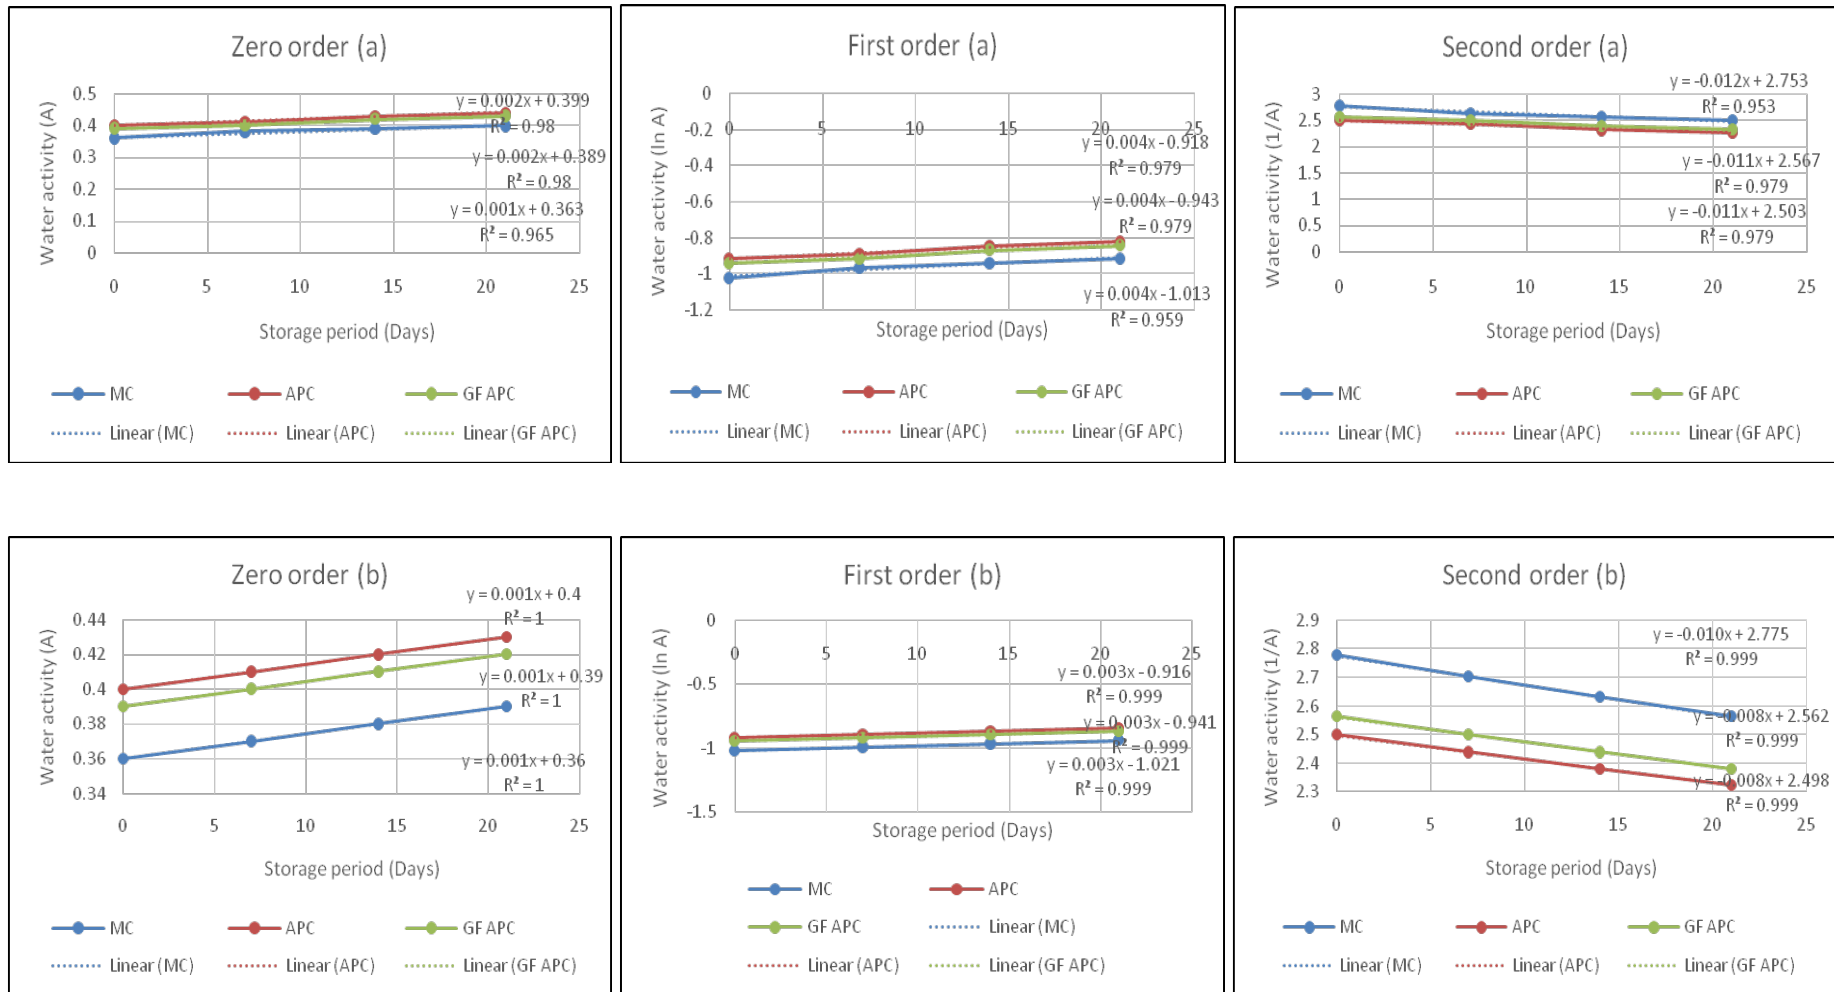 Zero order (a)
Water activity (A)
0.5
0.4
0.3
0.2
0.1
0
y = 0.002x + 0.399
R² = 0.98
y = 0.002x + 0.389
R² = 0.98
y = 0.001x + 0.363
R² = 0.965
0 5 10 15 20 25
Storage period (Days)
MC APC GF APC
Linear (MC) Linear (APC) Linear (GF APC)
First order (a)
Water activity (ln A)
0
-0.2
-0.4
-0.6
-0.8
-1
-1.2
0 5 10 15 20 25
y = 0.004x - 0.918
R² = 0.979
y = 0.004x - 0.943
R² = 0.979
y = 0.004x - 1.013
R² = 0.959
Storage period (Days)
MC APC GF APC
Linear (MC) Linear (APC) Linear (GF APC)
Second order (a)
Water activity (1/A)
3
2.5
2
1.5
1
0.5
0
y = -0.012x + 2.753
R² = 0.953
y = -0.011x + 2.567
R² = 0.979
y = -0.011x + 2.503
R² = 0.979
0 5 10 15 20 25
Storage period (Days)
MC APC GF APC
Linear (MC) Linear (APC) Linear (GF APC)
Zero order (b)
Water activity (A)
0.44
0.42
0.4
0.38
0.36
0.34
y = 0.001x + 0.4
R² = 1
y = 0.001x + 0.39
R² = 1
y = 0.001x + 0.36
R² = 1
0 5 10 15 20 25
Storage period (Days)
MC APC GF APC
Linear (MC) Linear (APC) Linear (GF APC)
First order (b)
Water activity (ln A)
0
-0.5
-1
-1.5
0 5 10 15 20 25
y = 0.003x - 0.916
R² = 0.999
y = 0.003x - 0.941
R² = 0.999
y = 0.003x - 1.021
R² = 0.999
Storage period (Days)
MC APC
GF APC Linear (MC)
Linear (APC) Linear (GF APC)
Second order (b)
Water activity (1/A)
2.9
2.8
2.7
2.6
2.5
2.4
2.3
y = -0.010x + 2.775
R² = 0.999
y = -0.008x + 2.562
R² = 0.999
y = -0.008x + 2.498
R² = 0.999
0 5 10 15 20 25
Storage period (Days)
MC APC GF APC
Linear (MC) Linear (APC) Linear (GF APC)